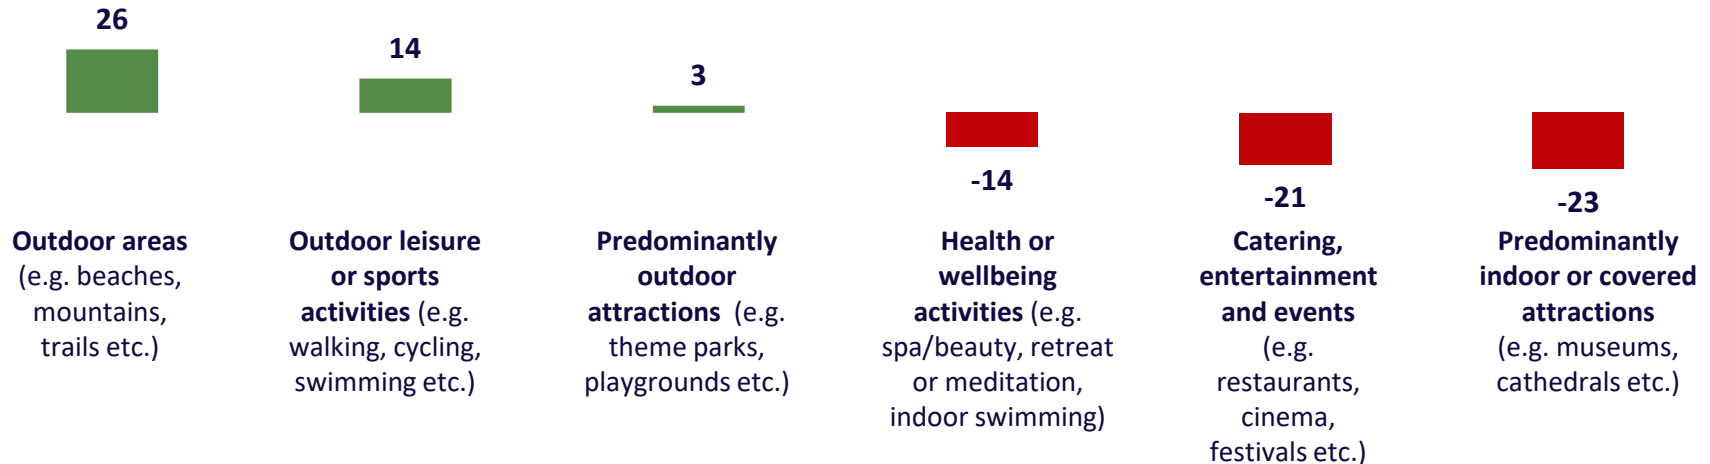 26
14
3
-14
-21
-23
Outdoor areas
(e.g. beaches,
mountains,
trails etc.)
Outdoor leisure
or sports
activities (e.g.
walking, cycling,
swimming etc.)
Predominantly
outdoor
attractions (e.g.
theme parks,
playgrounds etc.)
Health or
wellbeing
activities (e.g.
spa/beauty, retreat
or meditation,
indoor swimming)
Catering,
entertainment
and events
(e.g.
restaurants,
cinema,
festivals etc.)
Predominantly
indoor or covered
attractions
(e.g. museums,
cathedrals etc.)